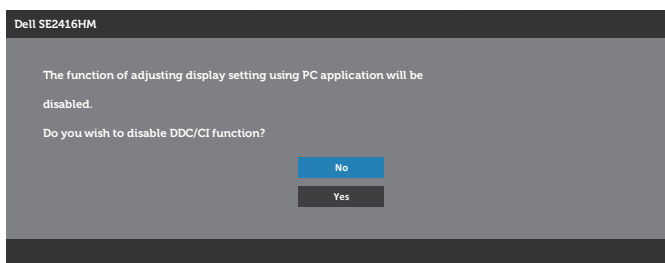 Dell SE2416HM
The function of adjusting display setting using PC application will be
disabled.
Do you wish to disable DDC/CI function?
No
Yes